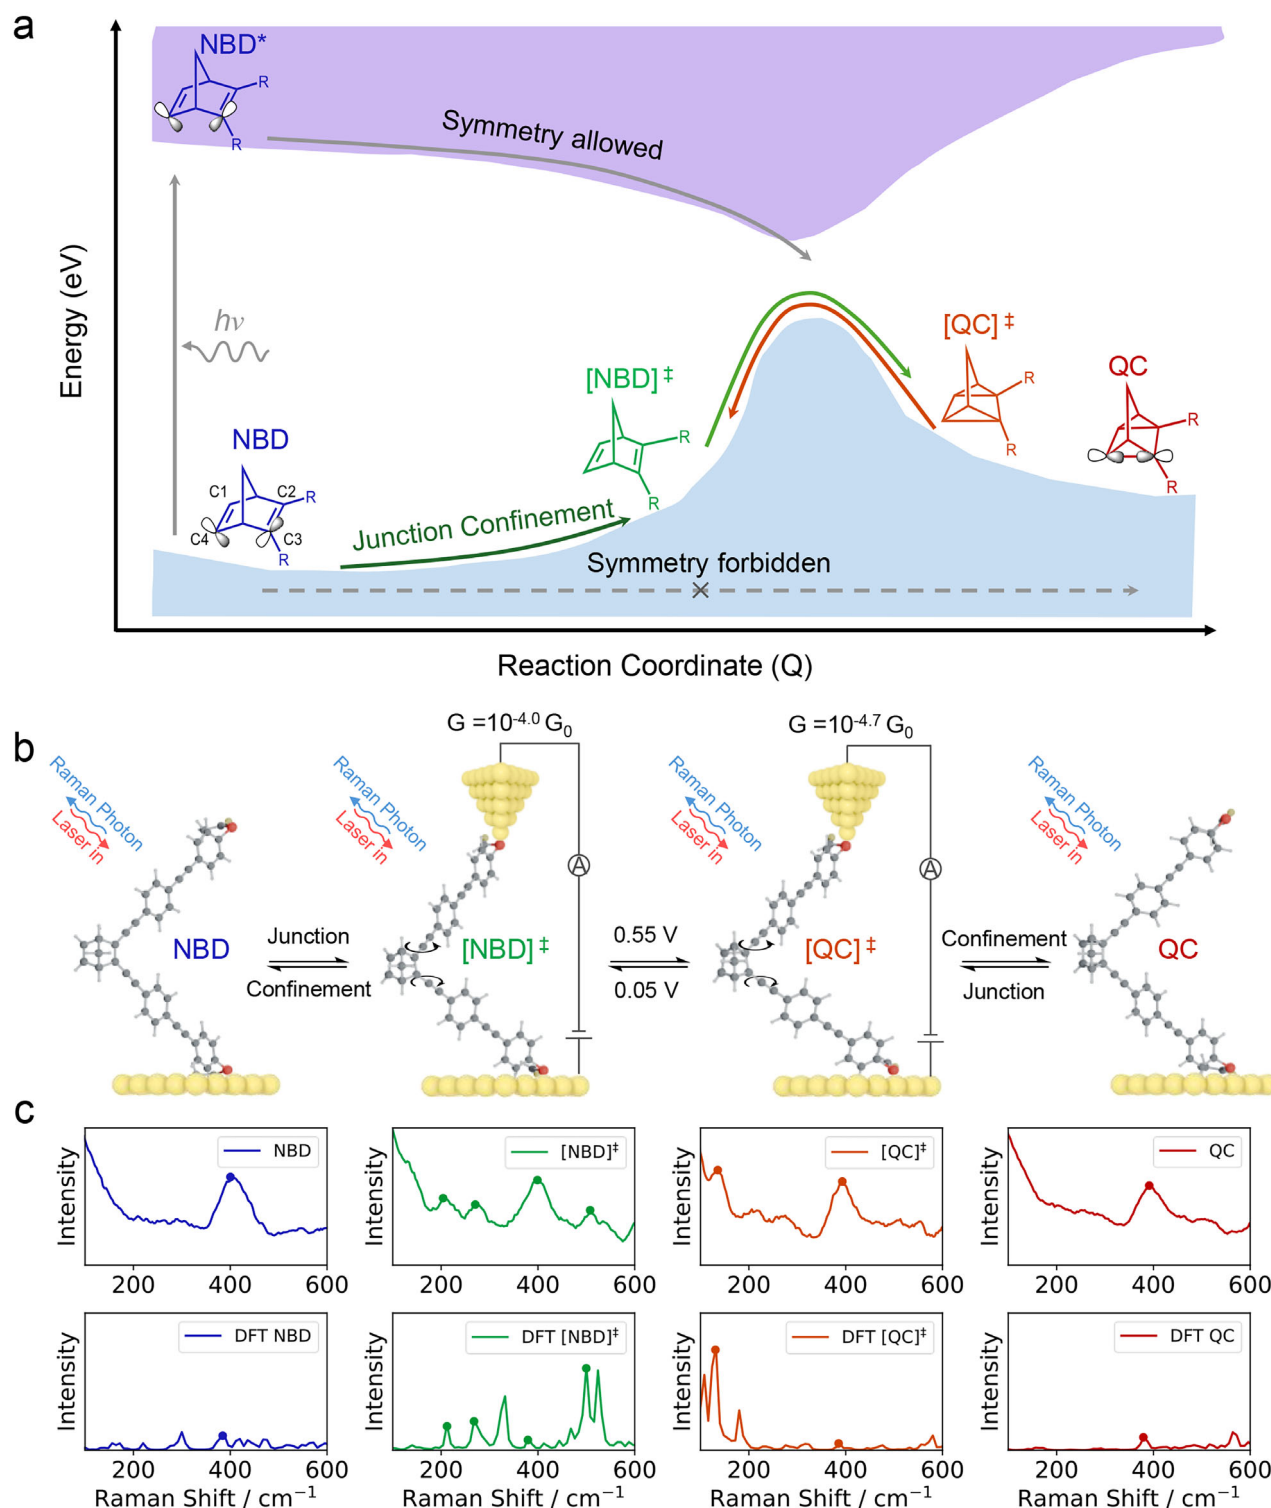 a
NBD*
R
R
Symmetry allowed
Energy (eV)
hν
[NBD]‡
R
R
[QC]‡
R
R
QC
R
R
NBD
C1
C2
R
C4
C3
R
Junction Confinement
Symmetry forbidden
Reaction Coordinate (Q)
b
G =10-4.0 G0
G =10-4.7 G0
Raman Photon
Laser in
Raman Photon
Laser in
Raman Photon
Laser in
Raman Photon
Laser in
A
A
NBD
Junction
Confinement
[NBD]‡
0.55 V
0.05 V
[QC]‡
Confinement
Junction
QC
c
Intensity
NBD
200 400 600
Intensity
[NBD]‡
200 400 600
Intensity
[QC]‡
200 400 600
Intensity
QC
200 400 600
Intensity
DFT NBD
200 400 600
Raman Shift / cm−1
Intensity
DFT [NBD]‡
200 400 600
Raman Shift / cm−1
Intensity
DFT [QC]‡
200 400 600
Raman Shift / cm−1
Intensity
DFT QC
200 400 600
Raman Shift / cm−1